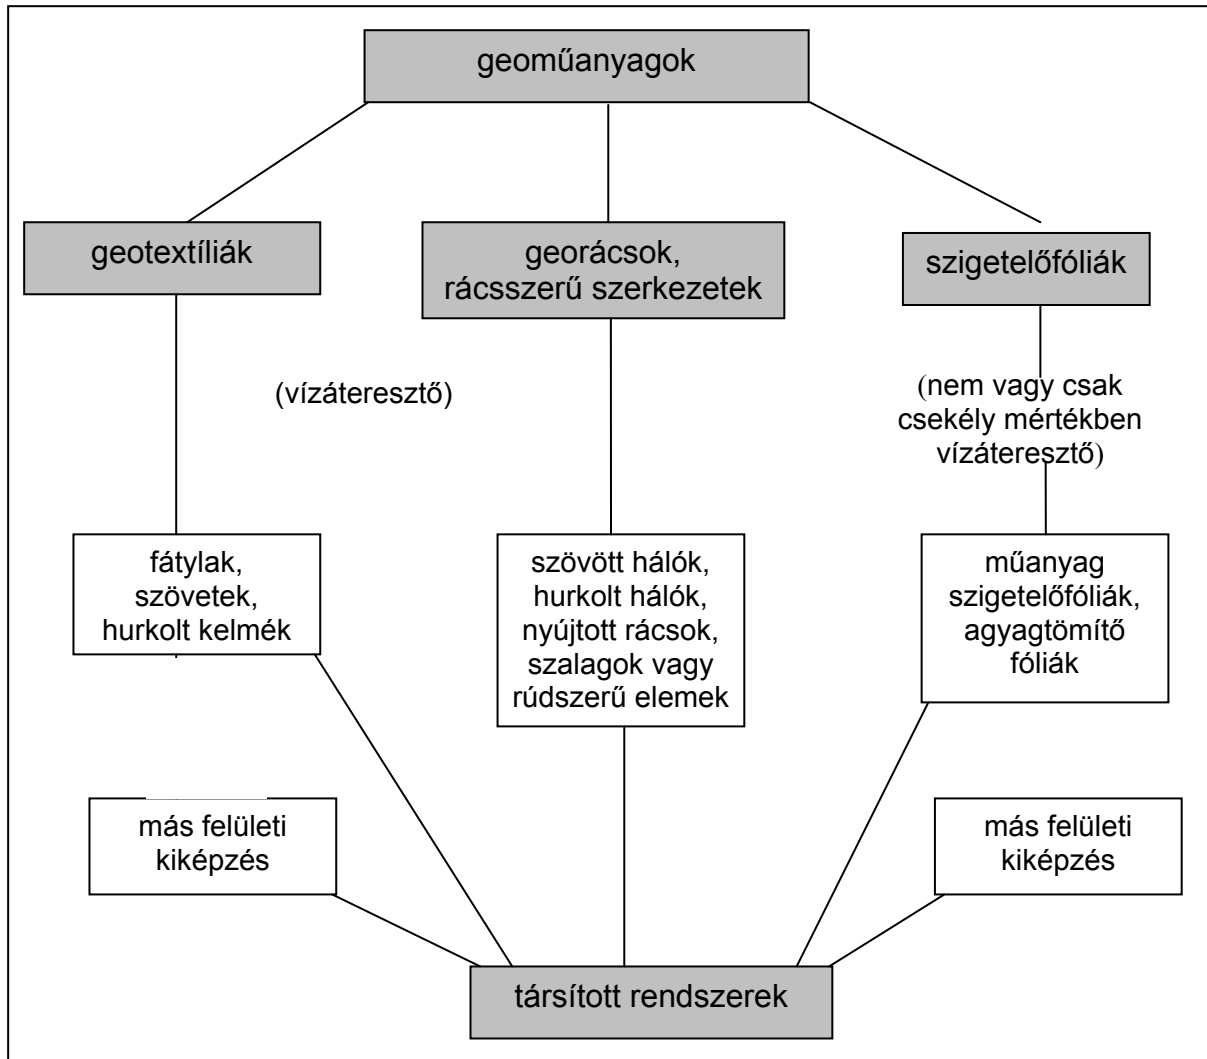 geoműanyagok
geotextíliák
georácsok,
rácsszerű szerkezetek
szigetelőfóliák
(vízáteresztő)
(nem vagy csak
csekély mértékben
vízáteresztő)
fátylak,
szövetek,
hurkolt kelmék
szövött hálók,
hurkolt hálók,
nyújtott rácsok,
szalagok vagy
rúdszerű elemek
műanyag
szigetelőfóliák,
agyagtömítő
fóliák
más felületi
kiképzés
más felületi
kiképzés
társított rendszerek